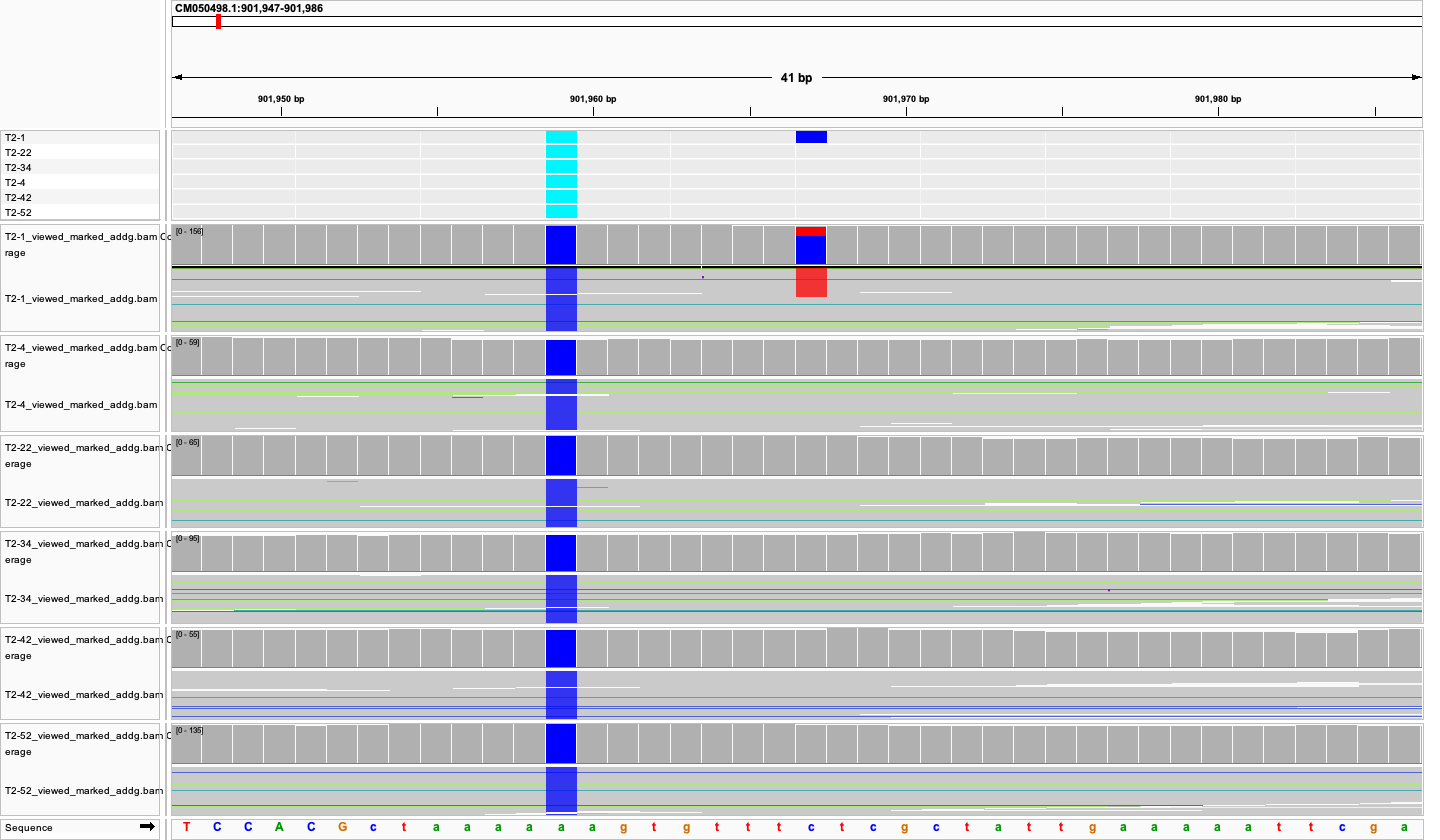 CM050498.1:901,947-901,986
41 bp
901,950 bp 901,960 bp 901,970 bp 901,980 bp
T2-1
T2-22
T2-34
T2-4
T2-42
T2-52
T2-1_viewed_marked_addg.bam Co
rage
[0 - 156]
T2-1_viewed_marked_addg.bam
T2-4_viewed_marked_addg.bam Co
rage
[0 - 59]
T2-4_viewed_marked_addg.bam
T2-22_viewed_marked_addg.bam C
erage
[0 - 65]
T2-22_viewed_marked_addg.bam
T2-34_viewed_marked_addg.bam C
erage
[0 - 95]
T2-34_viewed_marked_addg.bam
T2-42_viewed_marked_addg.bam C
erage
[0 - 55]
T2-42_viewed_marked_addg.bam
T2-52_viewed_marked_addg.bam C
erage
[0 - 135]
T2-52_viewed_marked_addg.bam
Sequence T C C A C G c t a a a a a a g t g t t t c t c g c t a t t g a a a a a t t c g a